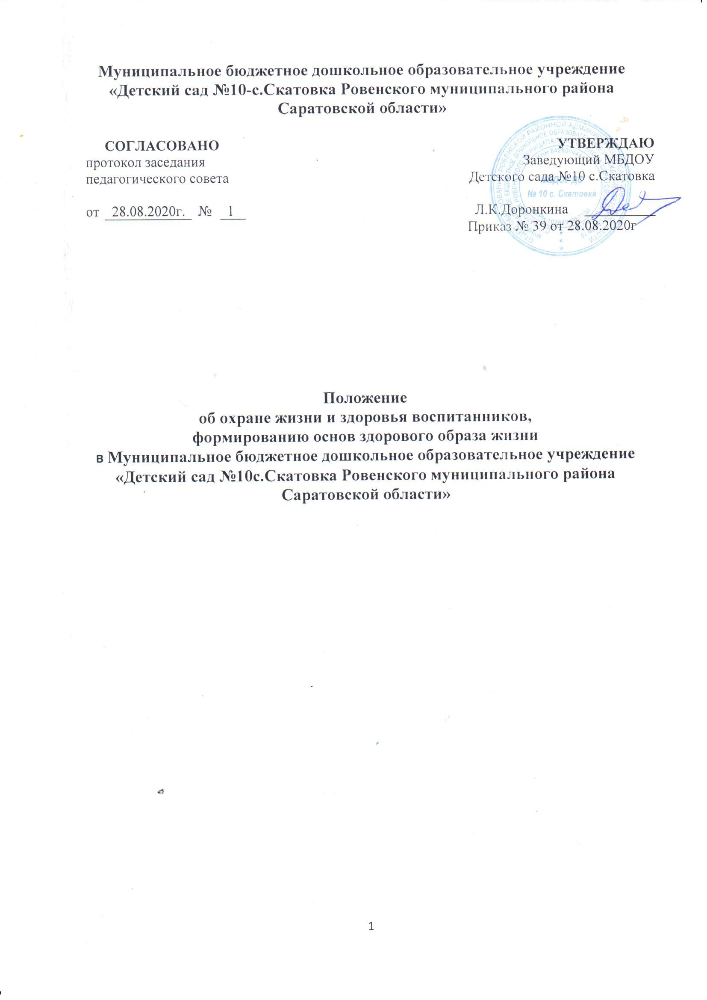 Муниципальное бюджетное дошкольное образовательное учреждение
«Детский сад №10-с.Скатовка Ровенского муниципального района
Саратовской области»
СОГЛАСОВАНО
протокол заседания
педагогического совета
от 28.08.2020г. № 1
УТВЕРЖДАЮ
Заведующий МБДОУ
Детского сада №10 с.Скатовка
Л.К.Доронкина
Приказ № 39 от 28.08.2020г
№ 10 с. Скатовка
Положение
об охране жизни и здоровья воспитанников,
формированию основ здорового образа жизни
в Муниципальное бюджетное дошкольное образовательное учреждение
«Детский сад №10с.Скатовка Ровенского муниципального района
Саратовской области»
1